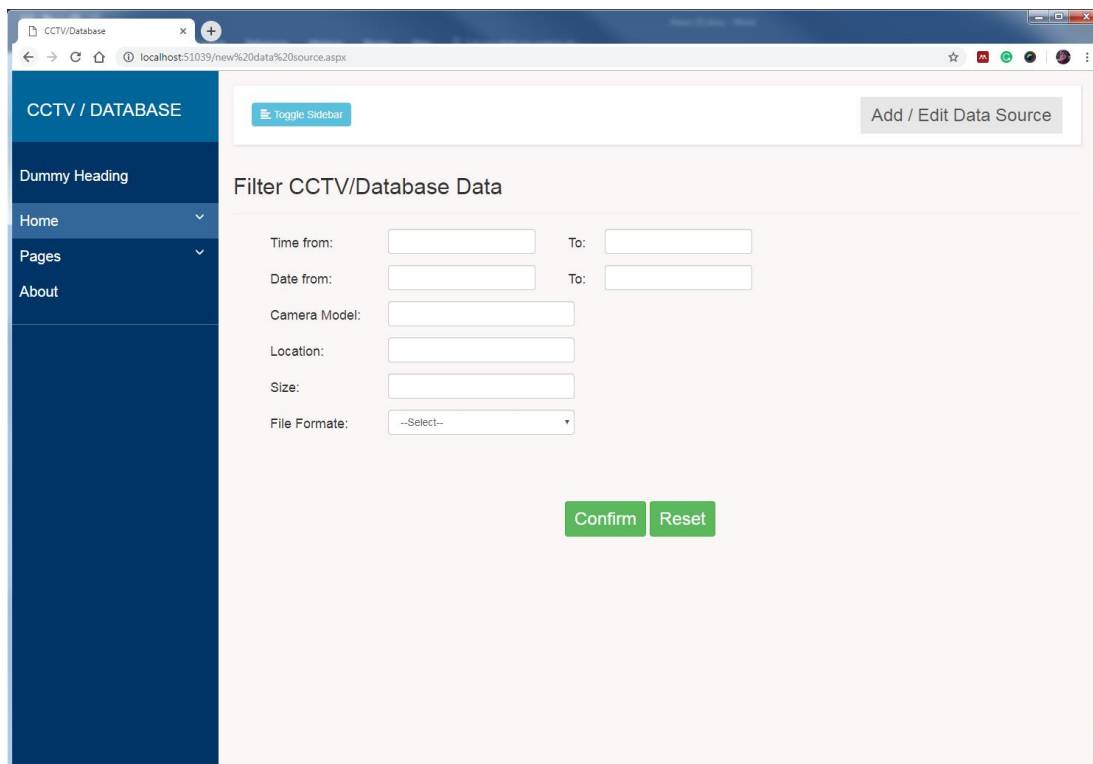 CCTV/Database
localhost:51039/new%20data%20source.aspx
CCTV / DATABASE
Toggle Sidebar
Add / Edit Data Source
Dummy Heading
Home
Pages
About
Filter CCTV/Database Data
Time from: To:
Date from: To:
Camera Model:
Location:
Size:
File Formate: --Select--
Confirm Reset